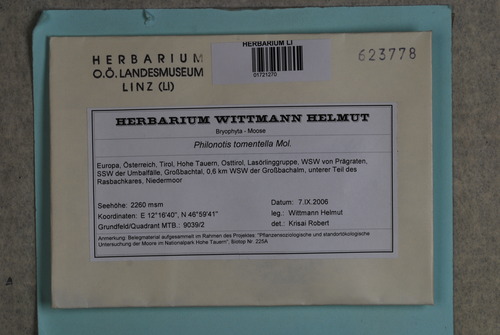 HERBARIUM
O.Ö. LANDESMUSEUM
LINZ (LI)
HERBARIUM LI
01721270
623778
HERBARIUM WITTMANN HELMUT
Bryophyta - Moose
Philonotis tomentella Mol.
Europa, Österreich, Tirol, Hohe Tauern, Osttirol, Lasörlinggruppe, WSW von Prägraten,
SSW der Umbalfälle, Großbachtal, 0,6 km WSW der Großbachalm, unterer Teil des
Rasbachkares, Niedermoor
Seehöhe: 2260 msm
Datum: 7.IX.2006
Koordinaten: E 12°16'40", N 46°59'41"
leg.: Wittmann Helmut
Grundfeld/Quadrant MTB.: 9039/2
det.: Krisai Robert
Anmerkung: Belegmaterial aufgesammelt im Rahmen des Projektes: "Pflanzensoziologische und standortökologische
Untersuchung der Moore im Nationalpark Hohe Tauern", Biotop Nr. 225A